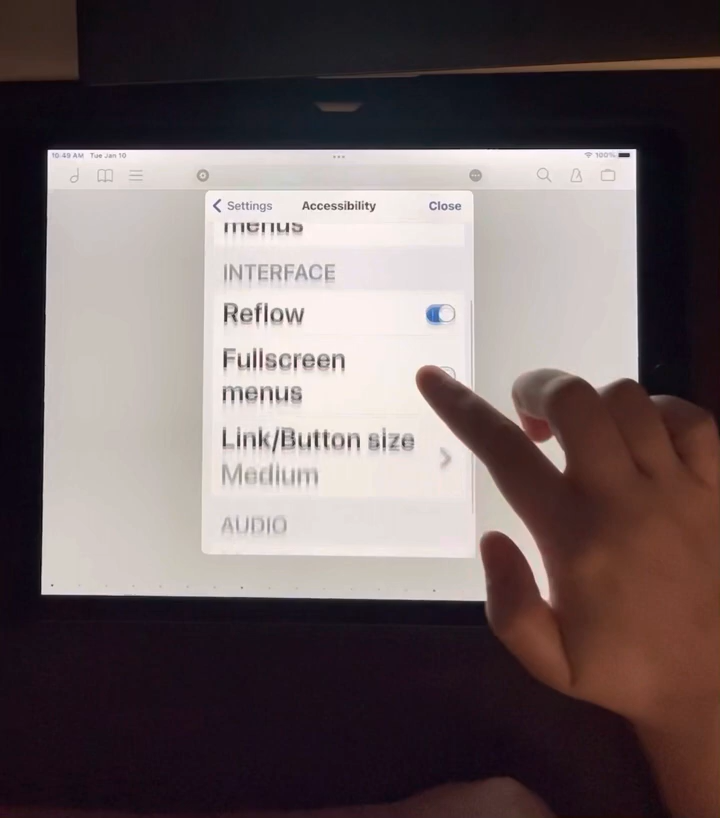 10:49 AM Tue Jan 10
100%
Settings
Accessibility
Close
menus
INTERFACE
Reflow
Fullscreen
menus
Link/Button size
Medium
AUDIO